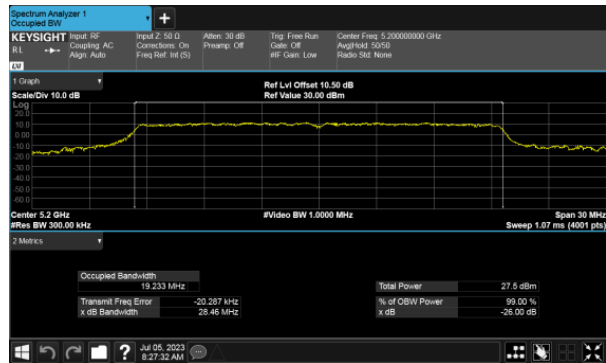 Spectrum Analyzer 1
Occupied BW
KEYSIGHT Input: RF Input Z: 50 Ω Atten: 30 dB Trig: Free Run Center Freq: 5.200000000 GHz
R L Coupling: AC Corrections: On Preamp: Off Gate: Off Avg|Hold: 50/50
Align: Auto Freq Ref: Int (S) #IF Gain: Low Radio Std: None
LXI
1 Graph
Ref Lvl Offset 10.50 dB
Scale/Div 10.0 dB Ref Value 30.00 dBm
Log
20.0
10.0
0.00
-10.0
-20.0
-30.0
-40.0
-50.0
-60.0
Center 5.2 GHz #Video BW 1.0000 MHz Span 30 MHz
#Res BW 300.00 kHz Sweep 1.07 ms (4001 pts)
2 Metrics
Occupied Bandwidth
19.233 MHz Total Power 27.5 dBm
Transmit Freq Error -20.287 kHz % of OBW Power 99.00 %
x dB Bandwidth 28.46 MHz x dB -26.00 dB
? Jul 05, 2023
8:27:32 AM